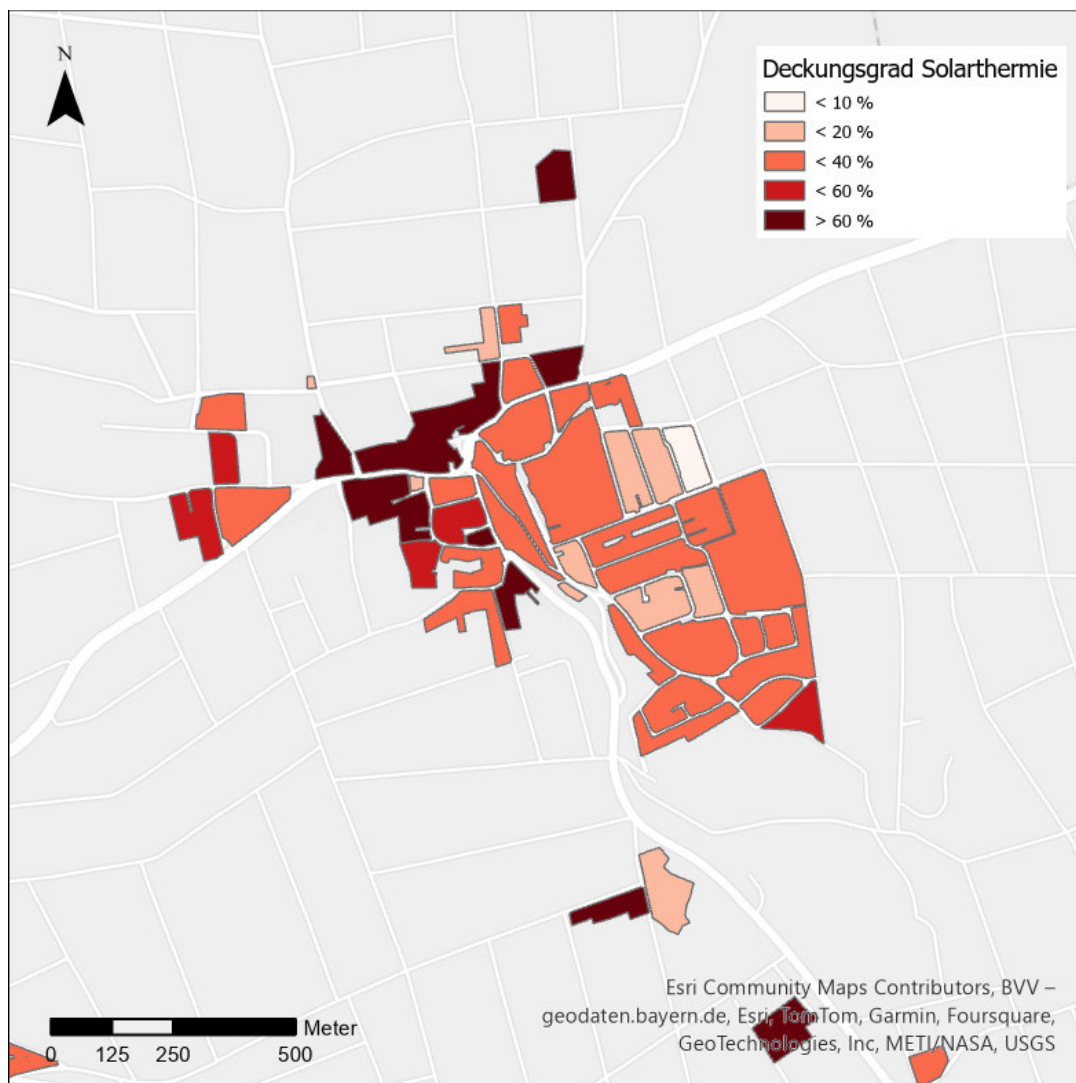 N
Deckungsgrad Solarthermie
< 10 %
< 20 %
< 40 %
< 60 %
> 60 %
Esri Community Maps Contributors, BVV –
geodaten.bayern.de, Esri, TomTom, Garmin, Foursquare,
GeoTechnologies, Inc, METI/NASA, USGS
Meter
0 125 250 500